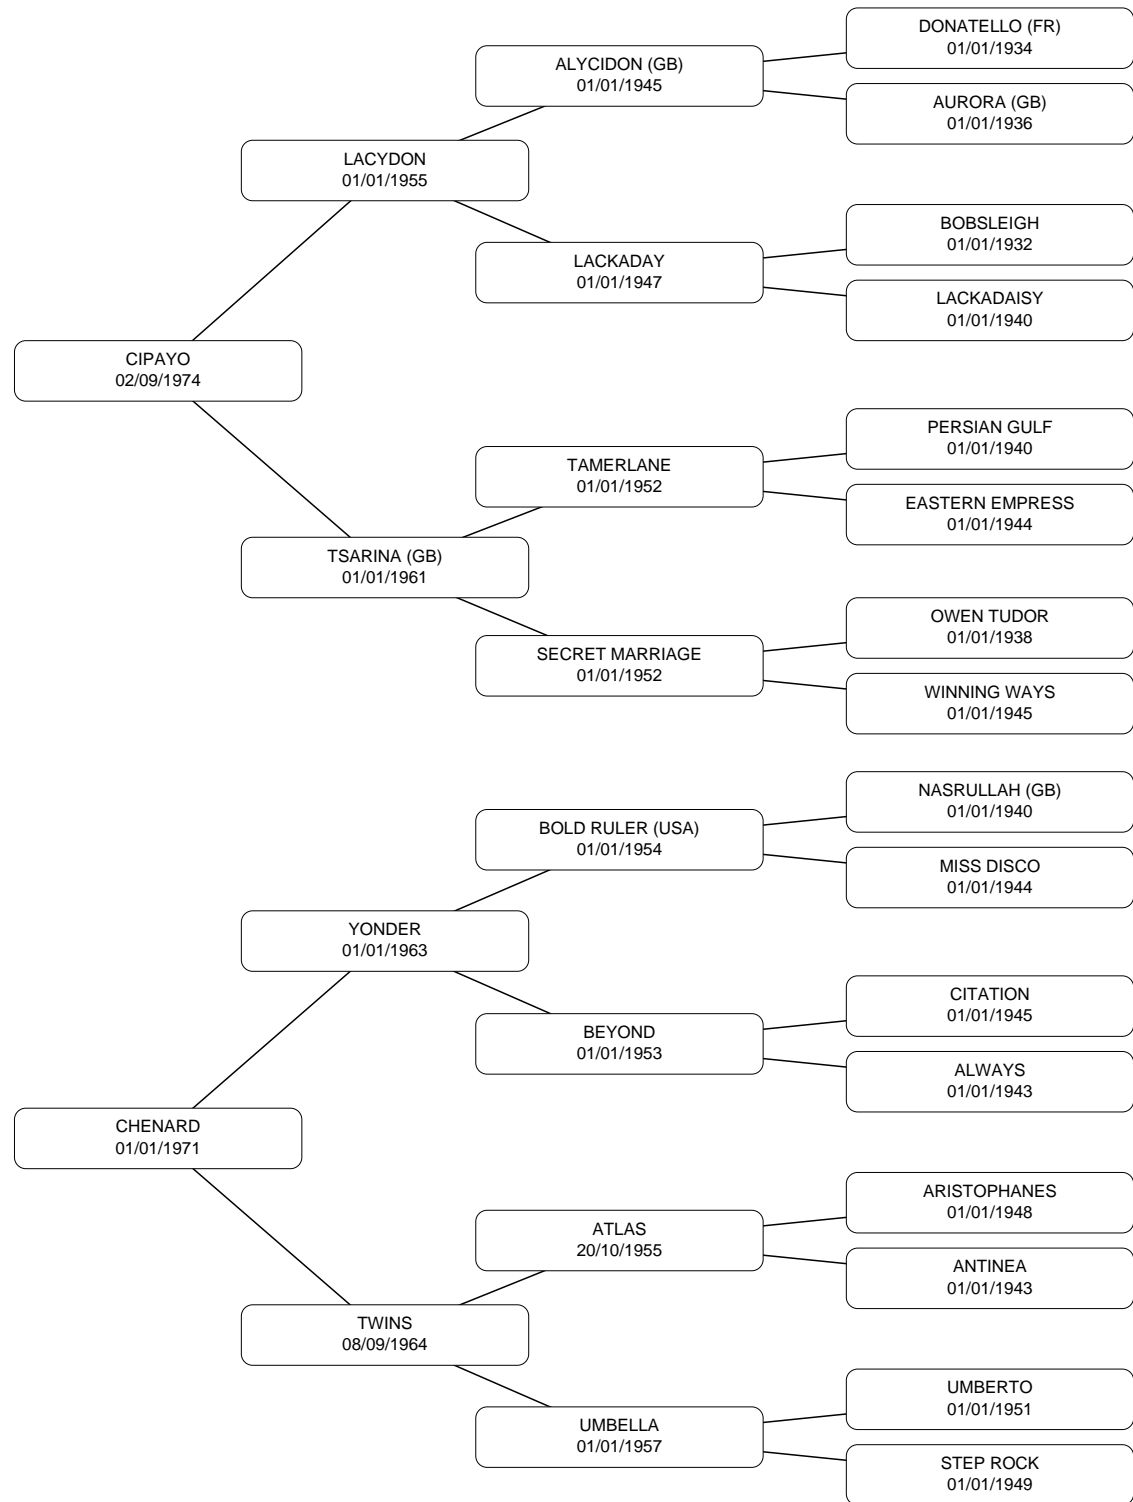 DONATELLO (FR)
01/01/1934
ALYCIDON (GB)
01/01/1945
AURORA (GB)
01/01/1936
LACYDON
01/01/1955
BOBSLEIGH
01/01/1932
LACKADAY
01/01/1947
LACKADAISY
01/01/1940
CIPAYO
02/09/1974
PERSIAN GULF
01/01/1940
TAMERLANE
01/01/1952
EASTERN EMPRESS
01/01/1944
TSARINA (GB)
01/01/1961
OWEN TUDOR
01/01/1938
SECRET MARRIAGE
01/01/1952
WINNING WAYS
01/01/1945
NASRULLAH (GB)
01/01/1940
BOLD RULER (USA)
01/01/1954
MISS DISCO
01/01/1944
YONDER
01/01/1963
CITATION
01/01/1945
BEYOND
01/01/1953
ALWAYS
01/01/1943
CHENARD
01/01/1971
ARISTOPHANES
01/01/1948
ATLAS
20/10/1955
ANTINEA
01/01/1943
TWINS
08/09/1964
UMBERTO
01/01/1951
UMBELLA
01/01/1957
STEP ROCK
01/01/1949